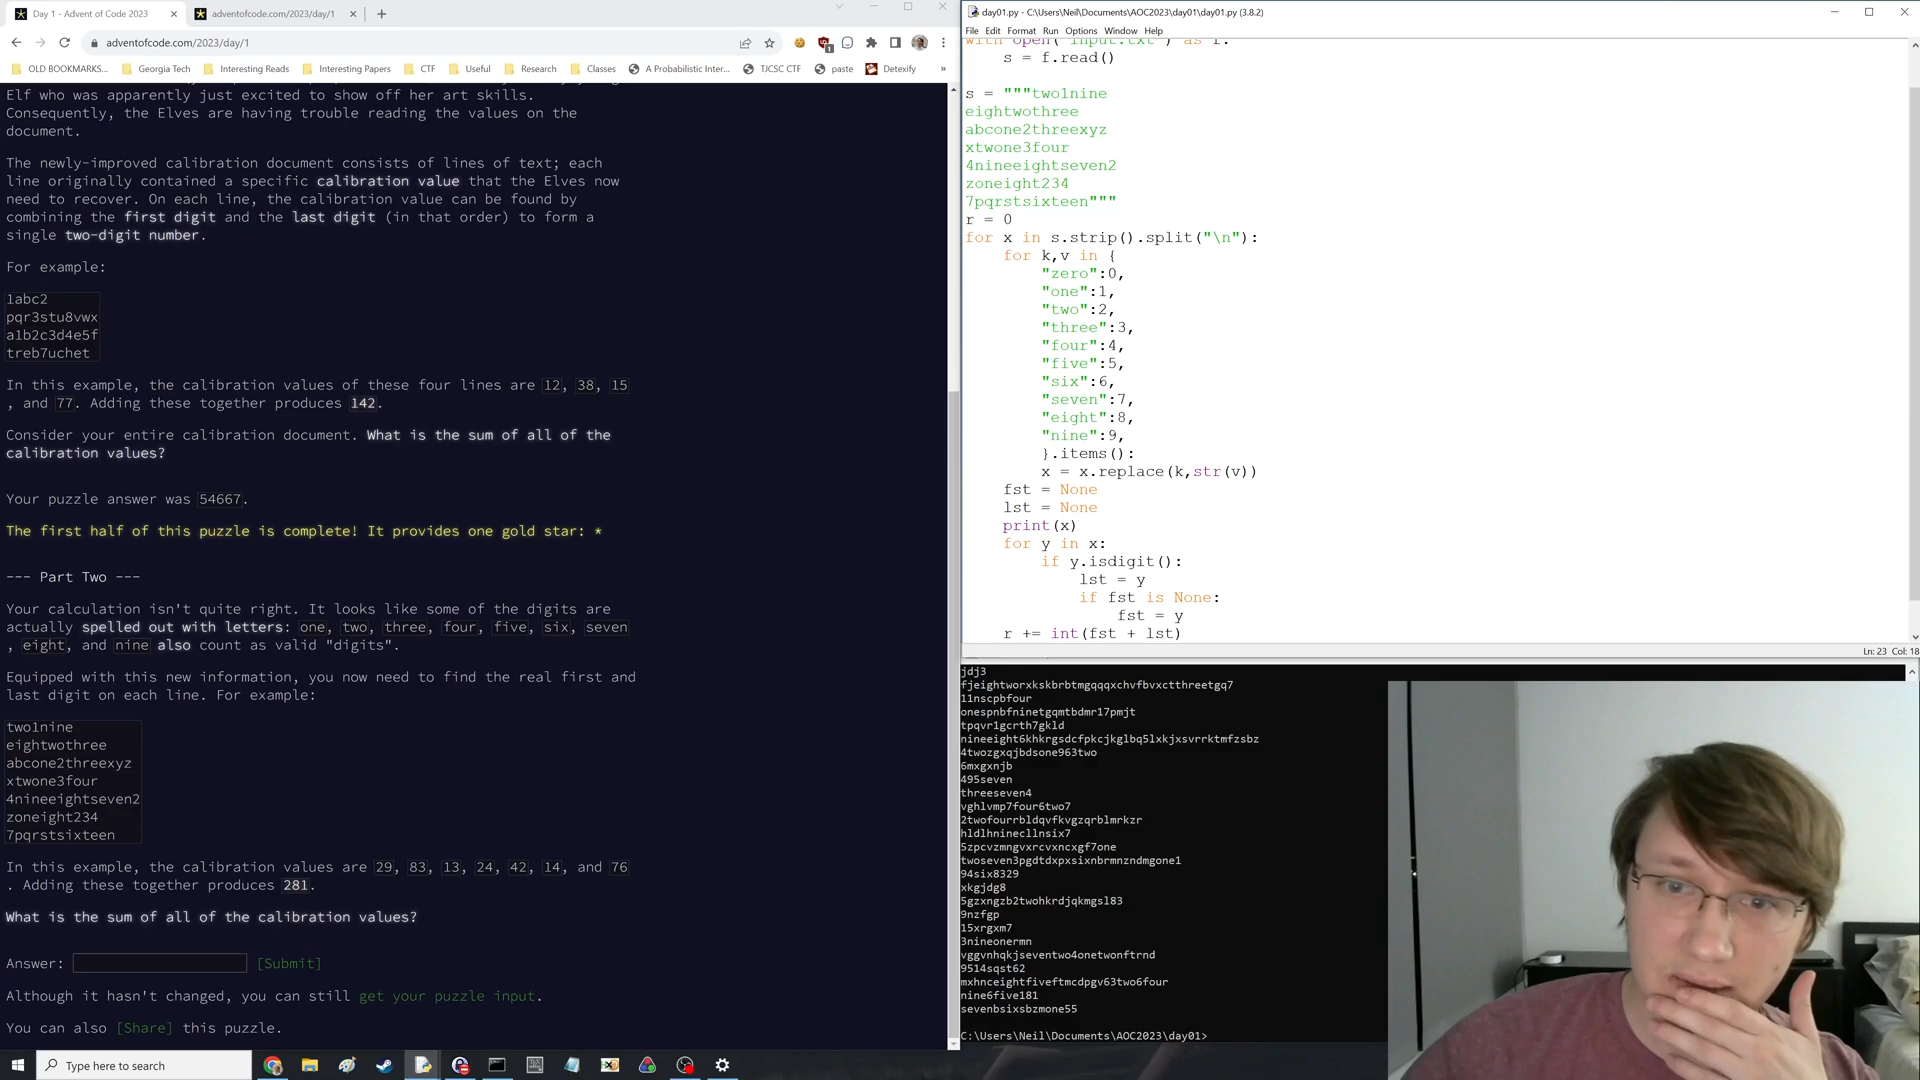 Day 1 - Advent of Code 2023
adventofcode.com/2023/day/1
adventofcode.com/2023/day/1
OLD BOOKMARKS...
Georgia Tech
Interesting Reads
Interesting Papers
CTF
Useful
Research
Classes
A Probabilistic Inter...
TJCSC CTF
paste
Detexify
»
Elf who was apparently just excited to show off her art skills.
Consequently, the Elves are having trouble reading the values on the
document.
The newly-improved calibration document consists of lines of text; each
line originally contained a specific calibration value that the Elves now
need to recover. On each line, the calibration value can be found by
combining the first digit and the last digit (in that order) to form a
single two-digit number.
For example:
1abc2
pqr3stu8vwx
a1b2c3d4e5f
treb7uchet
In this example, the calibration values of these four lines are 12, 38, 15
, and 77. Adding these together produces 142.
Consider your entire calibration document. What is the sum of all of the
calibration values?
Your puzzle answer was 54667.
The first half of this puzzle is complete! It provides one gold star: *
--- Part Two ---
Your calculation isn't quite right. It looks like some of the digits are
actually spelled out with letters: one, two, three, four, five, six, seven
, eight, and nine also count as valid "digits".
Equipped with this new information, you now need to find the real first and
last digit on each line. For example:
two1nine
eightwothree
abcone2threexyz
xtwone3four
4nineeightseven2
zoneight234
7pqrstsixteen
In this example, the calibration values are 29, 83, 13, 24, 42, 14, and 76
. Adding these together produces 281.
What is the sum of all of the calibration values?
Answer: [Submit]
Although it hasn't changed, you can still get your puzzle input.
You can also [Share] this puzzle.
Type here to search
day01.py - C:\Users\Neil\Documents\AOC2023\day01\day01.py (3.8.2)
File Edit Format Run Options Window Help
with open("input.txt") as f:
s = f.read()
s = """two1nine
eightwothree
abcone2threexyz
xtwone3four
4nineeightseven2
zoneight234
7pqrstsixteen"""
r = 0
for x in s.strip().split("\n"):
for k,v in {
"zero":0,
"one":1,
"two":2,
"three":3,
"four":4,
"five":5,
"six":6,
"seven":7,
"eight":8,
"nine":9,
}.items():
x = x.replace(k,str(v))
fst = None
lst = None
print(x)
for y in x:
if y.isdigit():
lst = y
if fst is None:
fst = y
r += int(fst + lst)
Ln: 23 Col: 18
jdj3
fjeightworxkskbrbtmgqqqxchvfbvxctthreetgq7
11nscpbfour
onespnbfninetgqmtbdmr17pmjt
tpqvr1gcrth7gkld
nineeight6khkrgsdcfpkcjkglbq5lxkjxsvrrktmfzsbz
4twozgxqjbdsone963two
6mxgxnjb
495seven
threeseven4
vghlvmp7four6two7
2twofourrbldqvfkvgzqrblmrkzr
hldlhninecllnsix7
5zpcvzmngvxrcvxncxgf7one
twoseven3pgdtdxpxsixnbrmnzndmgone1
94six8329
xkgjdg8
5gzxngzb2twohkrdjqkmgsl83
9nzfgp
15xrgxm7
3nineonermn
vggvnhqkjseventwo4onetwonftrnd
9514sqst62
mxhnceightfiveftmcdpgv63two6four
nine6five181
sevenbsixsbzmone55
C:\Users\Neil\Documents\AOC2023\day01>